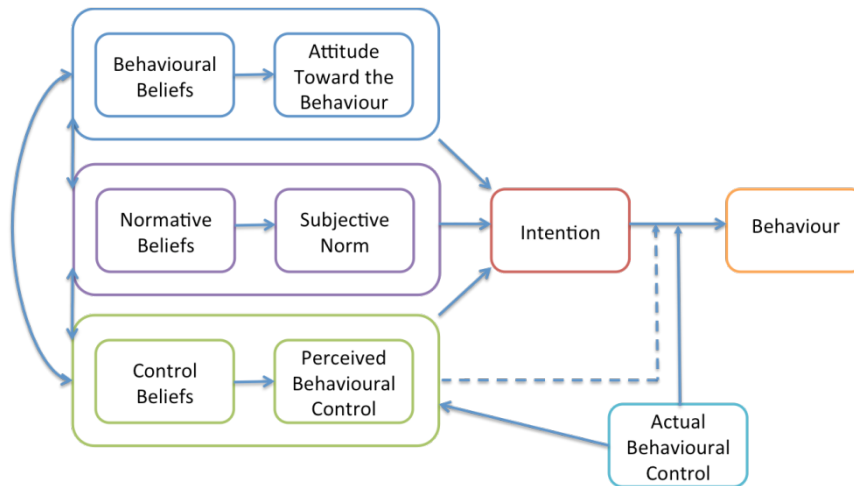 Behavioural
Beliefs
Attitude
Toward the
Behaviour
Normative
Beliefs
Subjective
Norm
Intention
Behaviour
Control
Beliefs
Perceived
Behavioural
Control
Actual
Behavioural
Control